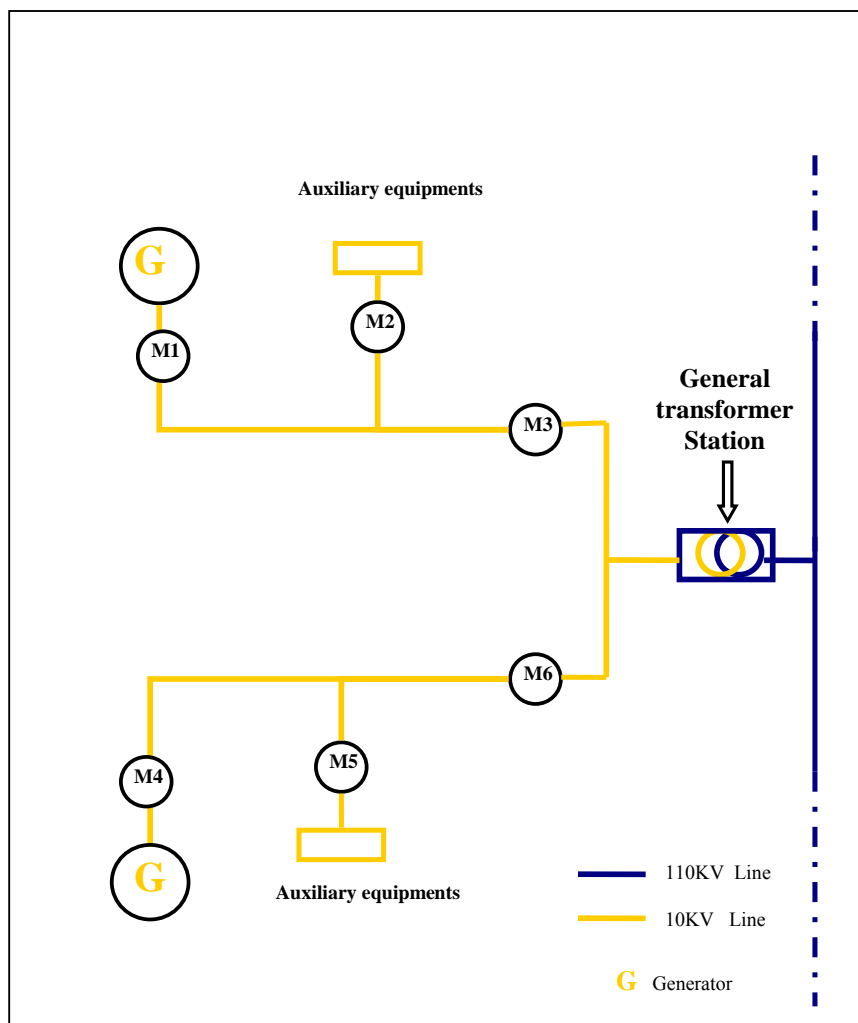 Auxiliary equipments
G
M2
M1
General
transformer
Station
M3
M6
M5
M4
G
110KV Line
Auxiliary equipments
10KV Line
G Generator